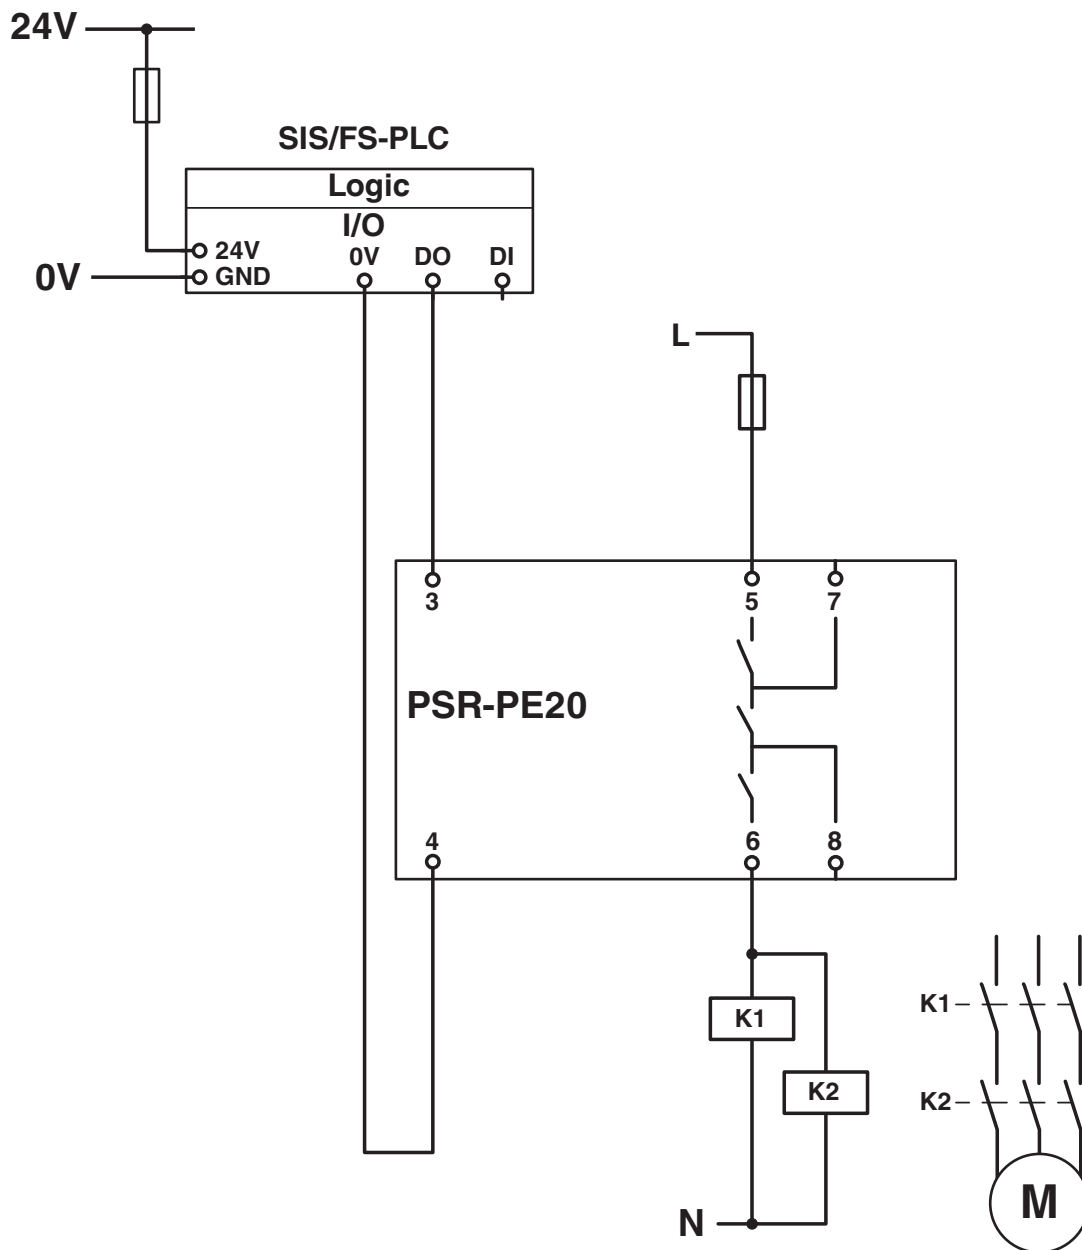 24V
SIS/FS-PLC
Logic
I/O
24V
0V DO DI
0V
GND
L
3
5 7
PSR-PE20
4
6 8
K1
K1
K2
K2
N
M